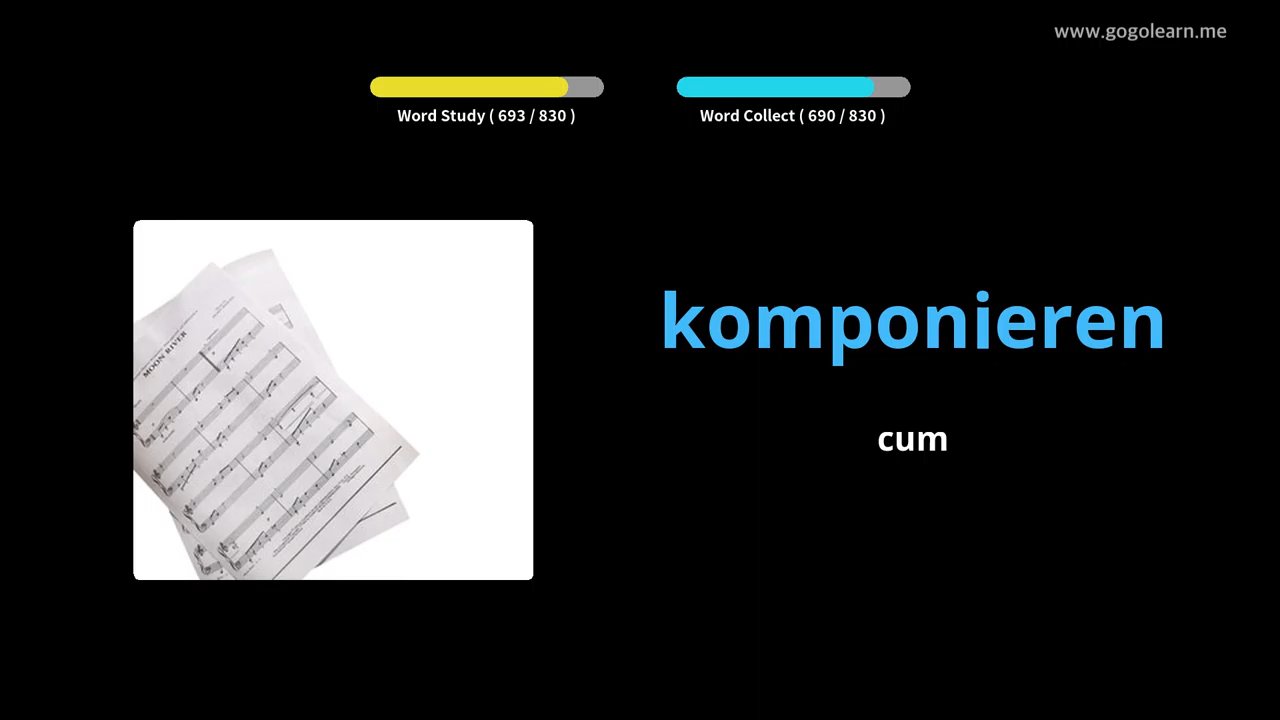 www.gogolearn.me
Word Study ( 693 / 830 )
Word Collect ( 690 / 830 )
MOON RIVER
komponieren
cum